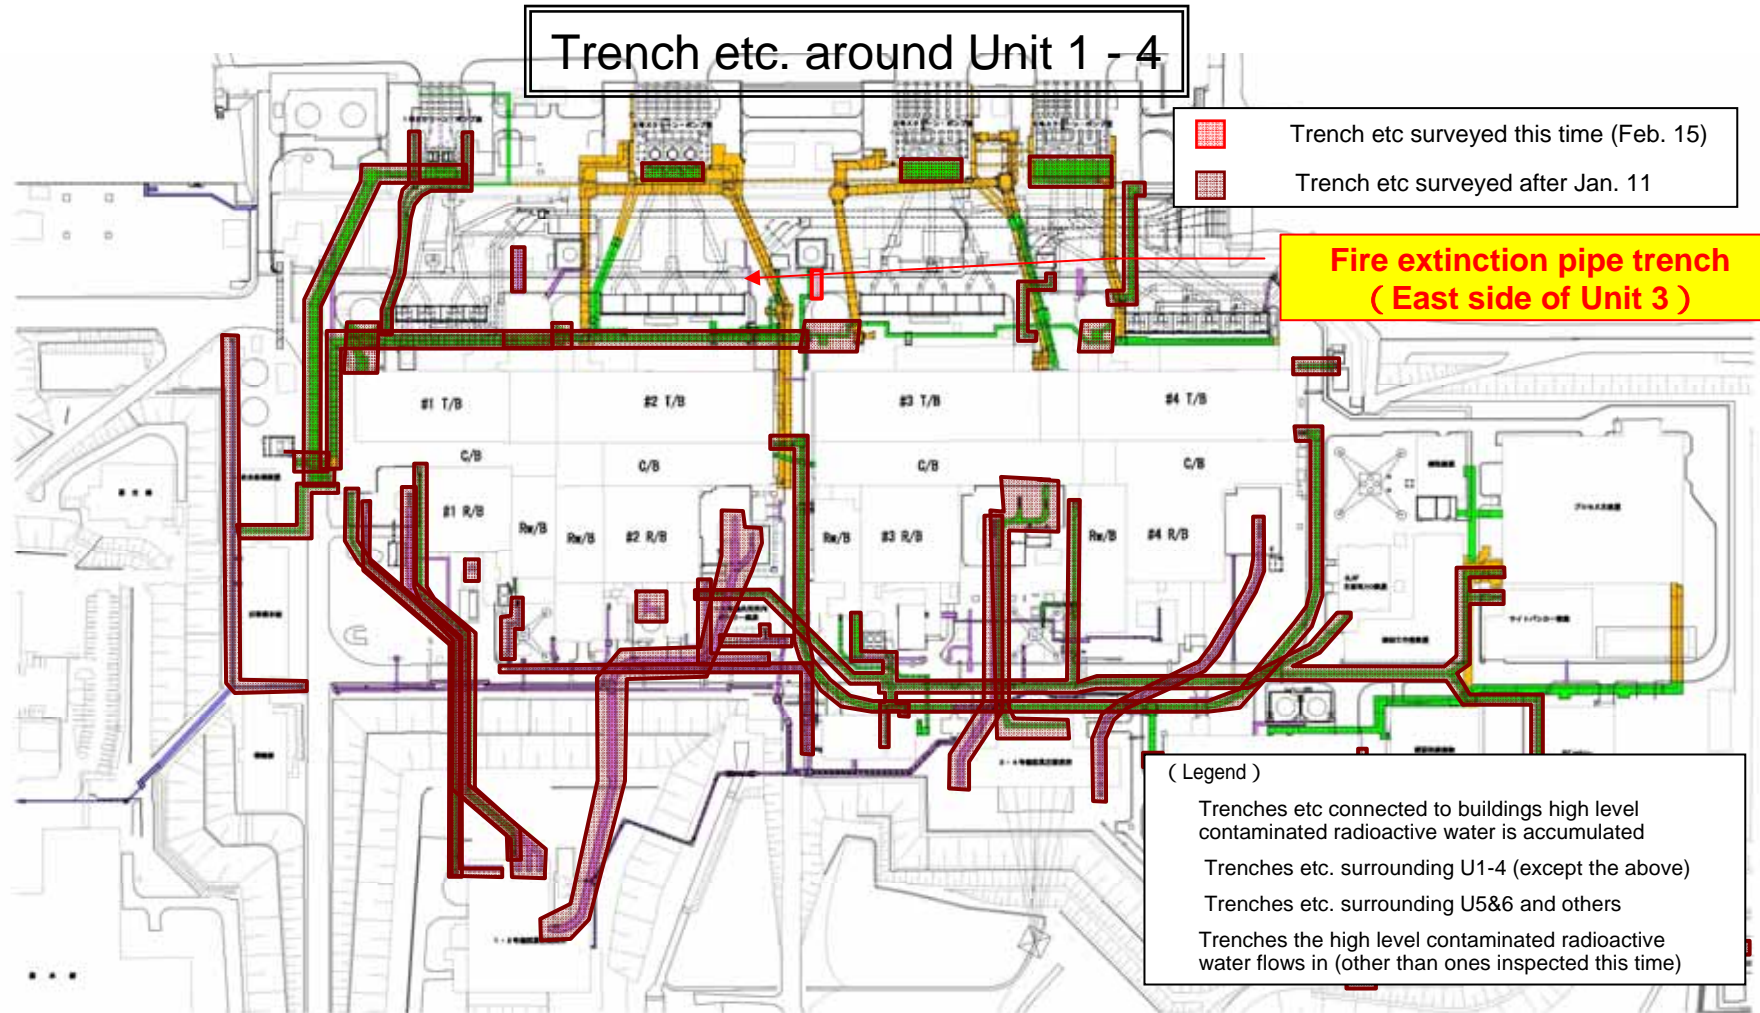 Trench etc. around Unit 1 - 4
Trench etc surveyed this time (Feb. 15)
Trench etc surveyed after Jan. 11
Fire extinction pipe trench
( East side of Unit 3 )
#1 T/B
#2 T/B
#3 T/B
#4 T/B
C/B
C/B
C/B
C/B
#1 R/B
Rw/B
Rw/B
#2 R/B
Rw/B
#3 R/B
Rw/B
#4 R/B
( Legend )
Trenches etc connected to buildings high level
contaminated radioactive water is accumulated
Trenches etc. surrounding U1-4 (except the above)
Trenches etc. surrounding U5&6 and others
Trenches the high level contaminated radioactive
water flows in (other than ones inspected this time)